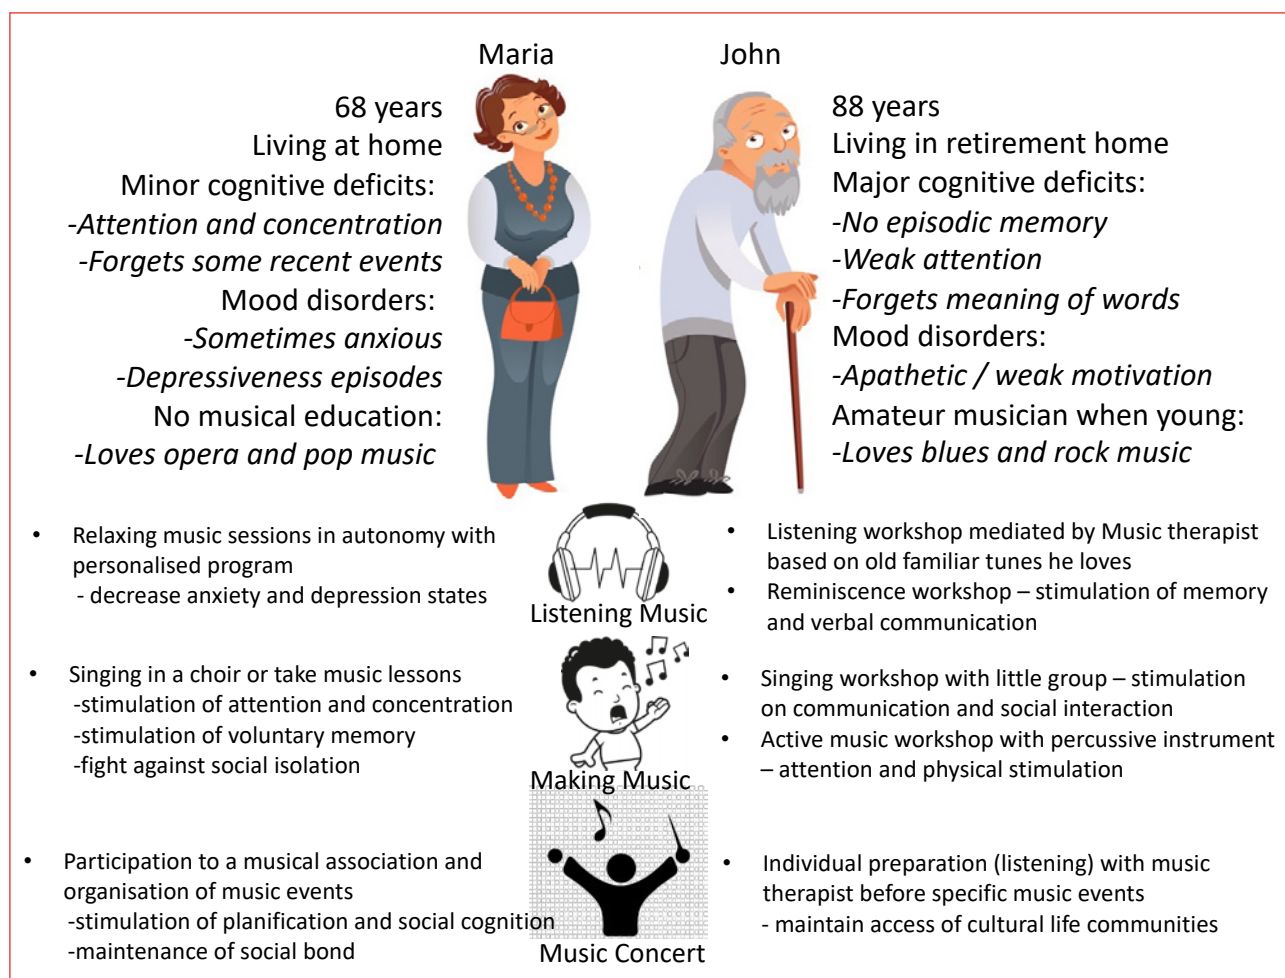 Maria
68 years
Living at home
Minor cognitive deficits:
-Attention and concentration
-Forgets some recent events
Mood disorders:
-Sometimes anxious
-Depressiveness episodes
No musical education:
-Loves opera and pop music
John
88 years
Living in retirement home
Major cognitive deficits:
-No episodic memory
-Weak attention
-Forgets meaning of words
Mood disorders:
-Apathetic / weak motivation
Amateur musician when young:
-Loves blues and rock music
• Relaxing music sessions in autonomy with
personalised program
- decrease anxiety and depression states
Listening Music
• Listening workshop mediated by Music therapist
based on old familiar tunes he loves
• Reminiscence workshop – stimulation of memory
and verbal communication
• Singing in a choir or take music lessons
-stimulation of attention and concentration
-stimulation of voluntary memory
-fight against social isolation
Making Music
• Singing workshop with little group – stimulation
on communication and social interaction
• Active music workshop with percussive instrument
– attention and physical stimulation
• Participation to a musical association and
organisation of music events
-stimulation of planification and social cognition
-maintenance of social bond
Music Concert
• Individual preparation (listening) with music
therapist before specific music events
- maintain access of cultural life communities